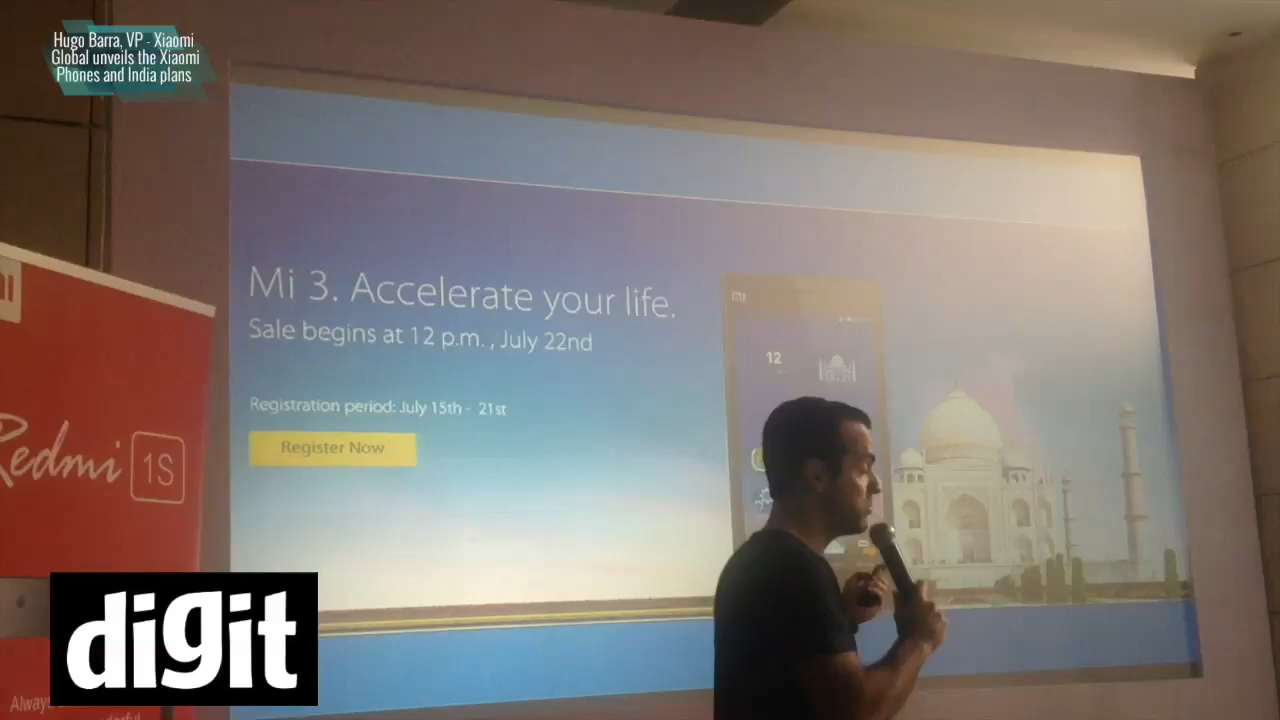 Hugo Barra, VP - Xiaomi
Global unveils the Xiaomi
Phones and India plans
Mi 3. Accelerate your life.
Sale begins at 12 p.m. , July 22nd
Registration period: July 15th - 21st
Register Now
mi
12
Redmi 1S
digit